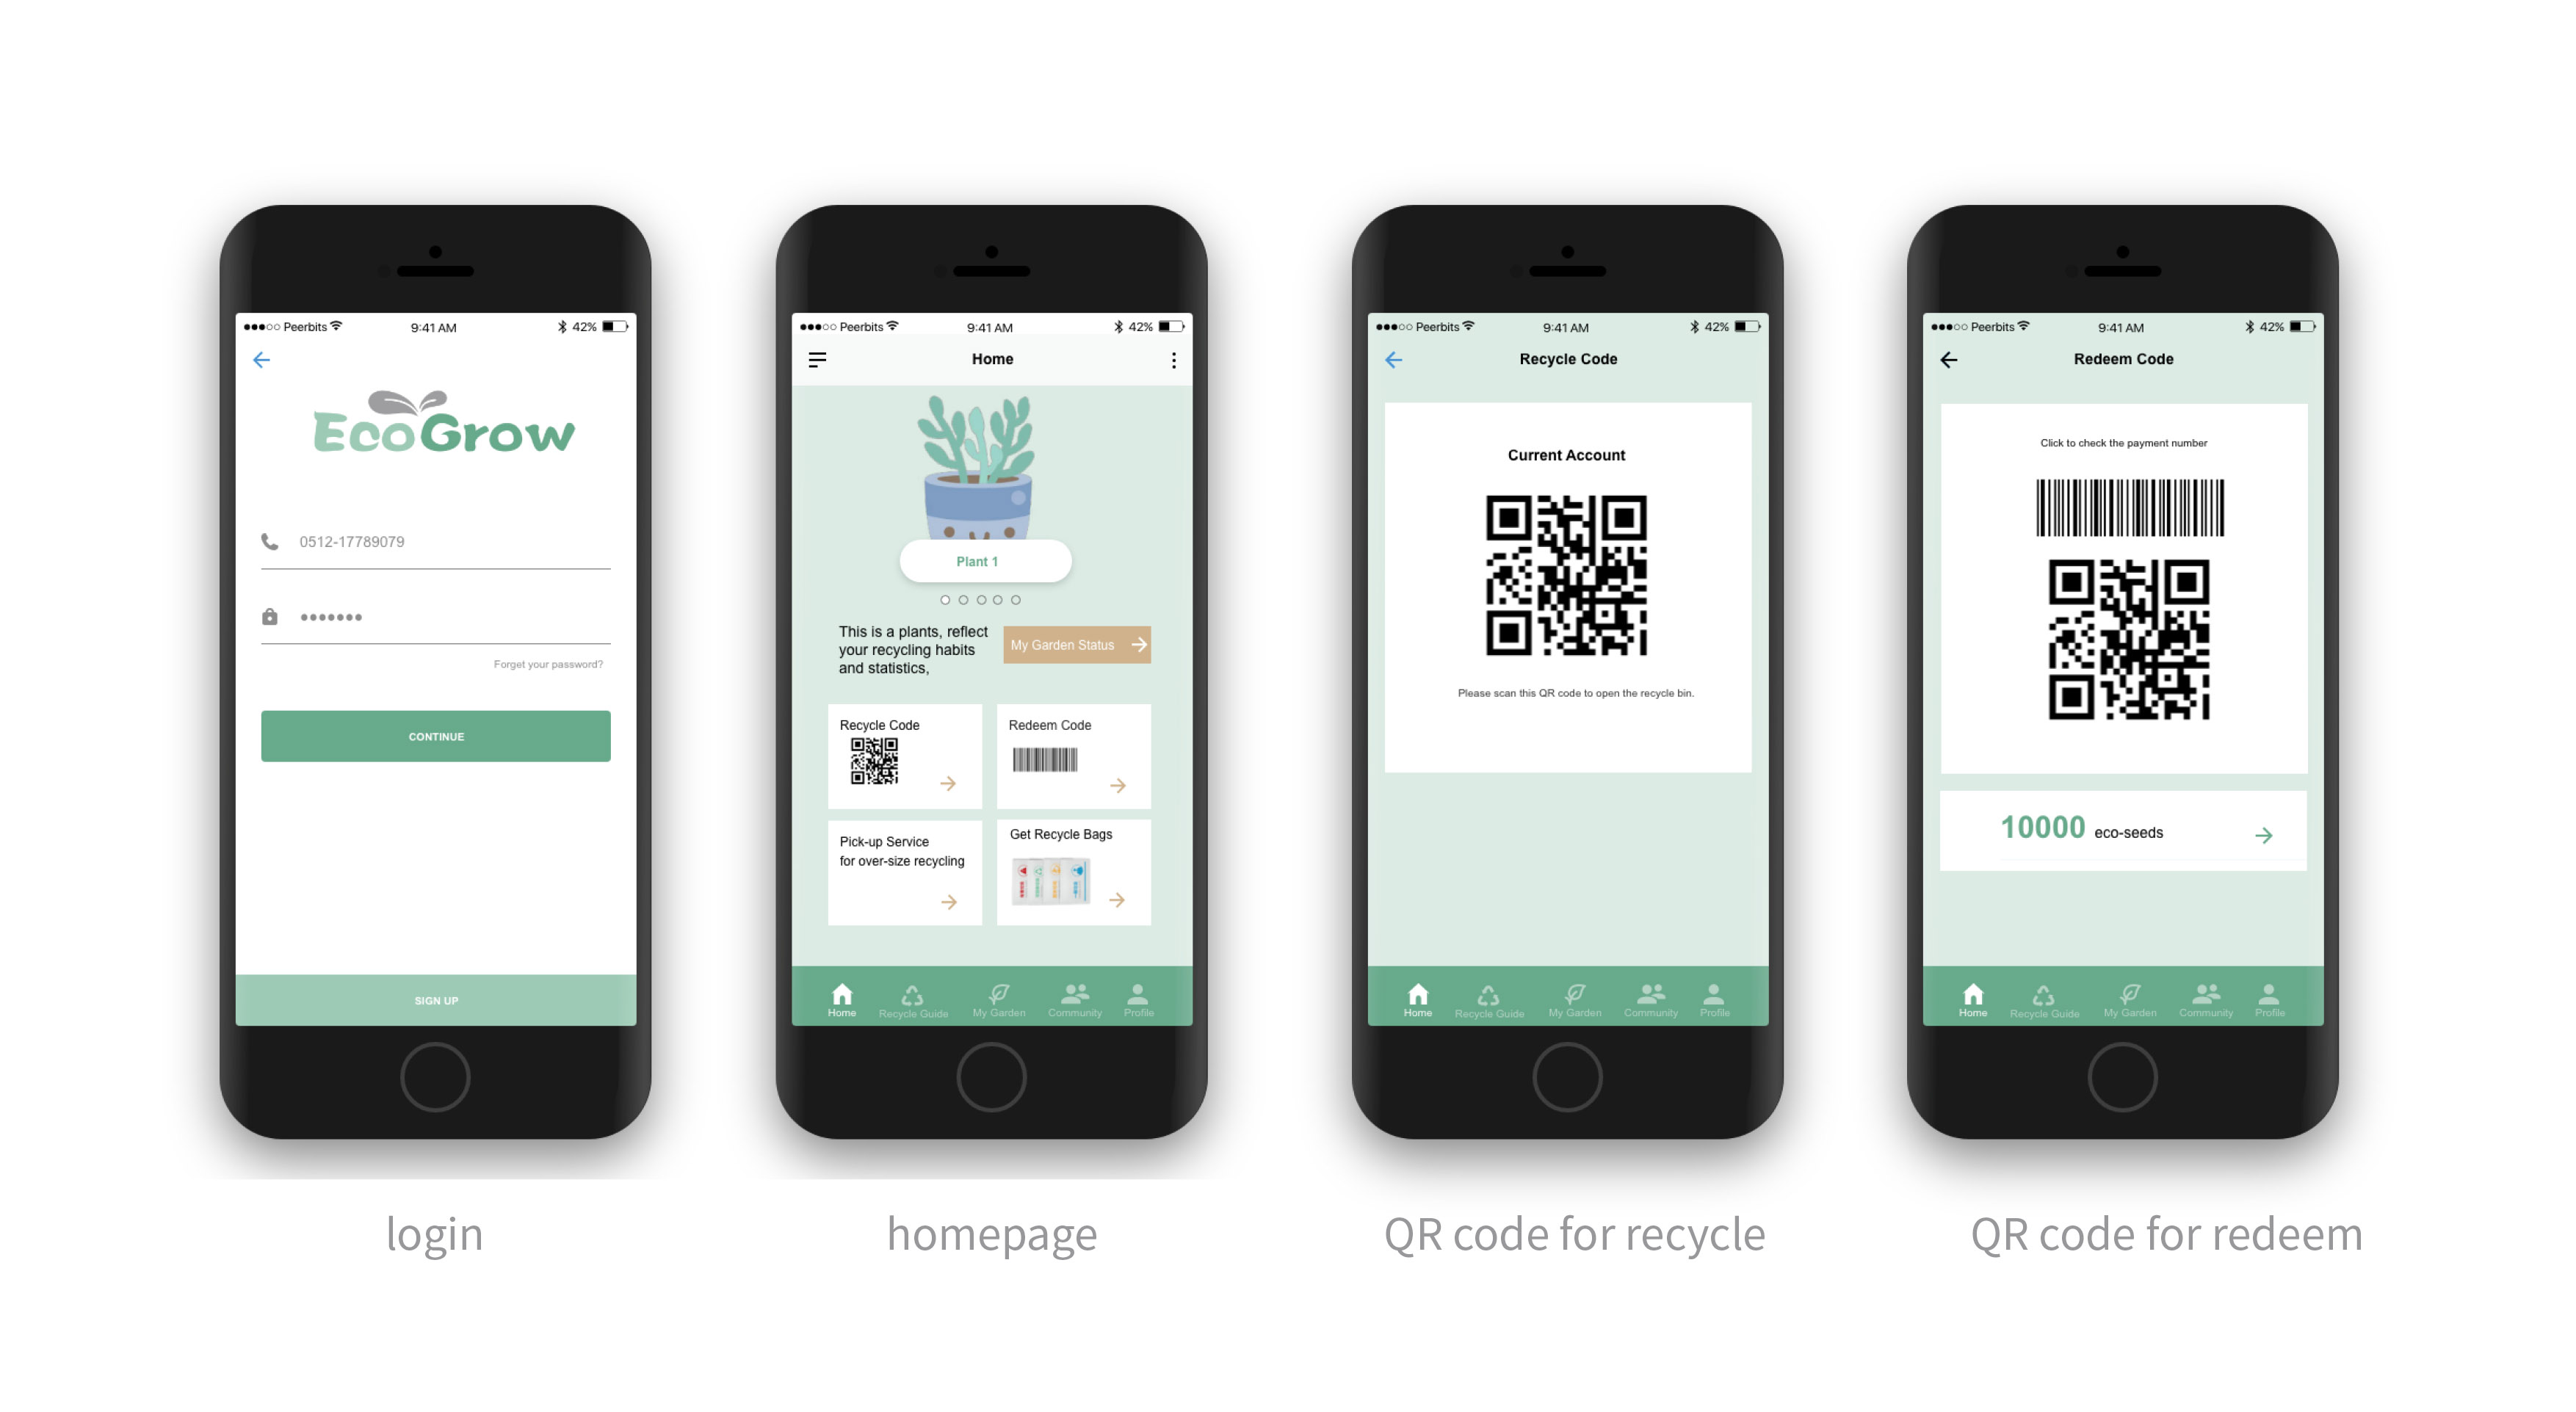 Peerbits 9:41 AM 42%
EcoGrow
0512-17789079
Forget your password?
CONTINUE
SIGN UP
login
Peerbits 9:41 AM 42%
Home
Plant 1
This is a plants, reflect
your recycling habits
and statistics,
My Garden Status
Recycle Code
Redeem Code
Pick-up Service
for over-size recycling
Get Recycle Bags
Home Recycle Guide My Garden Community Profile
homepage
Peerbits 9:41 AM 42%
Recycle Code
Current Account
Please scan this QR code to open the recycle bin.
Home Recycle Guide My Garden Community Profile
QR code for recycle
Peerbits 9:41 AM 42%
Redeem Code
Click to check the payment number
10000 eco-seeds
Home Recycle Guide My Garden Community Profile
QR code for redeem